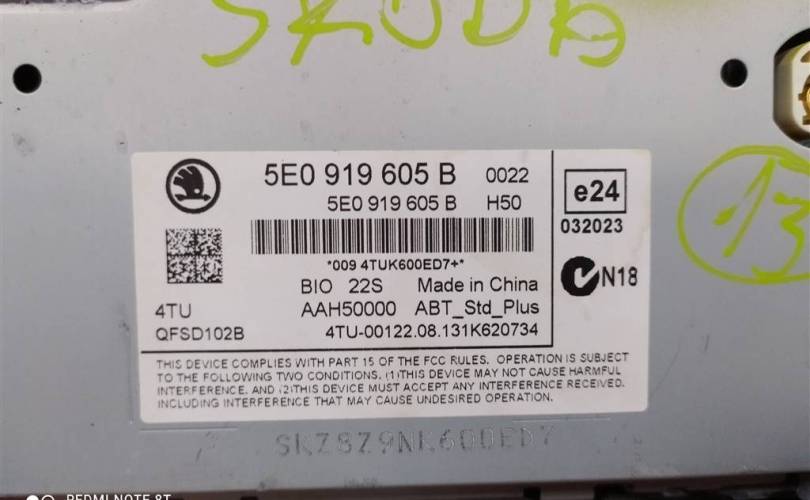 SKODA
5E0 919 605 B 0022
5E0 919 605 B H50
e24
032023
*009 4TUK600ED7+*
N18
BIO 22S Made in China
4TU AAH50000 ABT_Std_Plus
QFSD102B 4TU-00122.08.131K620734
THIS DEVICE COMPLIES WITH PART 15 OF THE FCC RULES. OPERATION IS SUBJECT
TO THE FOLLOWING TWO CONDITIONS. (1)THIS DEVICE MAY NOT CAUSE HARMFUL
INTERFERENCE. AND (2)THIS DEVICE MUST ACCEPT ANY INTERFERENCE RECEIVED.
INCLUDING INTERFERENCE THAT MAY CAUSE UNDESIRED OPERATION.
13
SKZ8Z9NK600ED7
REDMI NOTE 8T